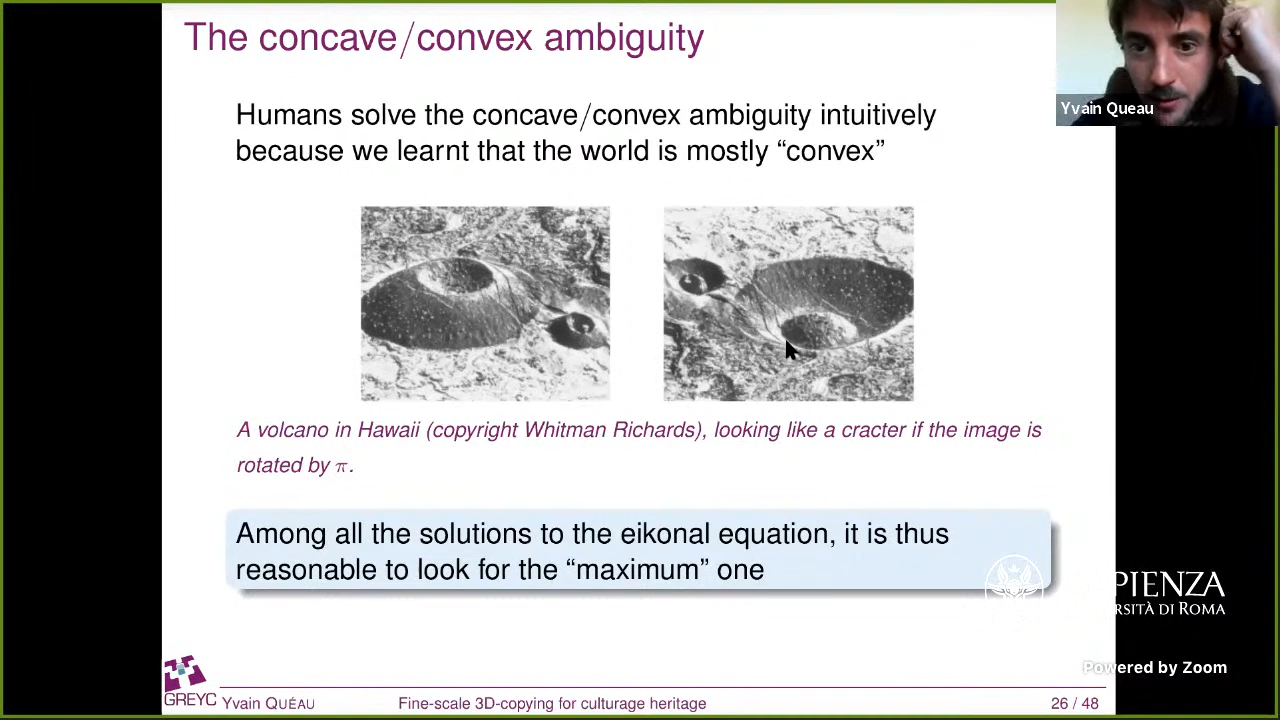 The concave/convex ambiguity
Yvain Queau
Humans solve the concave/convex ambiguity intuitively
because we learnt that the world is mostly “convex”
A volcano in Hawaii (copyright Whitman Richards), looking like a cracter if the image is
rotated by π.
Among all the solutions to the eikonal equation, it is thus
reasonable to look for the “maximum” one
PIENZA
RSITÀ DI ROMA
Powered by Zoom
GREYC
Yvain QUÉAU
Fine-scale 3D-copying for culturage heritage
26 / 48